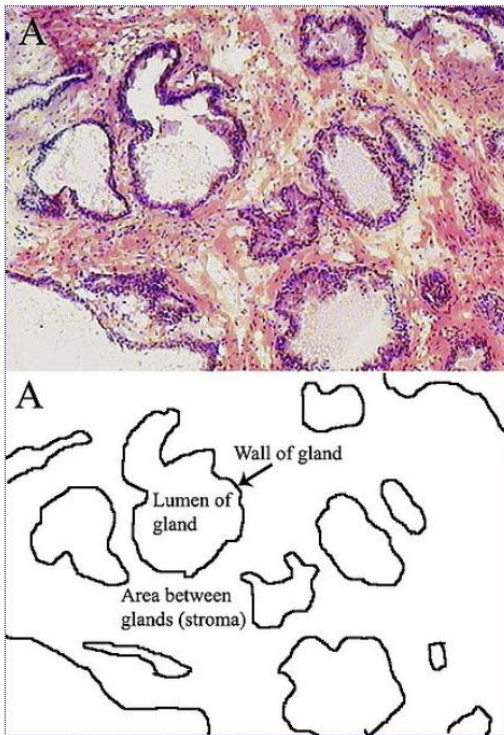 A
A
Wall of gland
Lumen of
gland
Area between
glands (stroma)